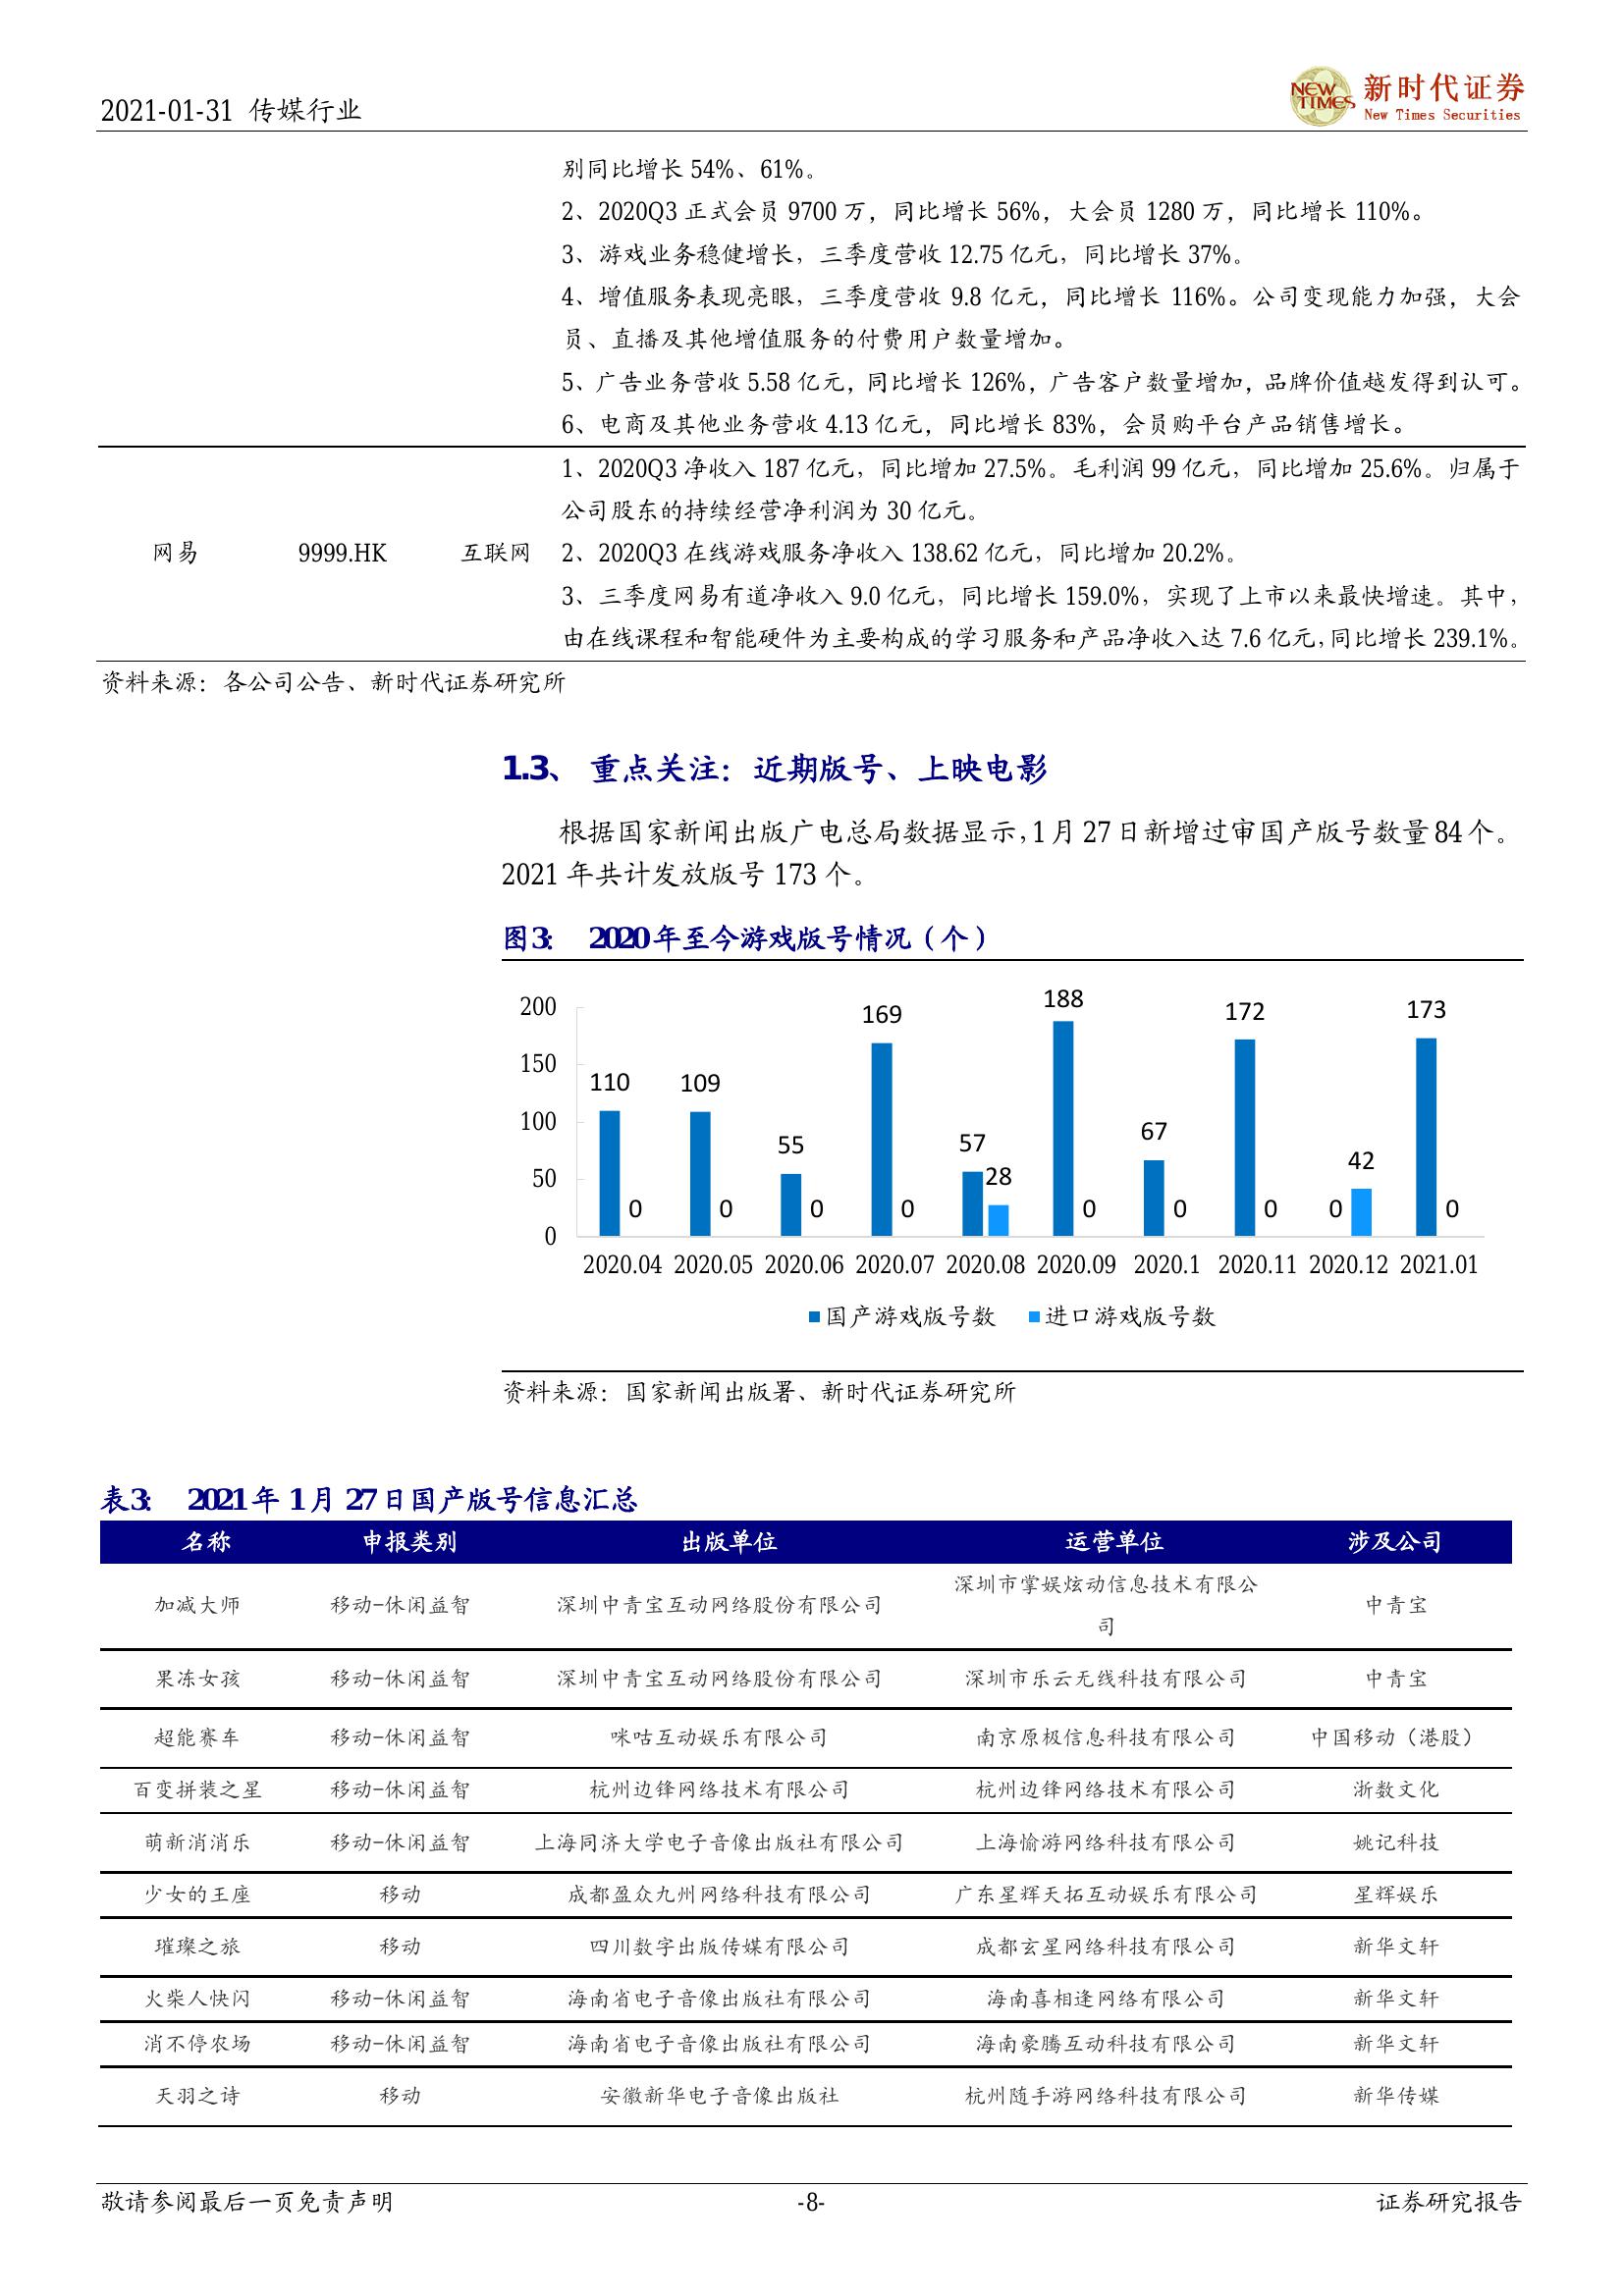 2021-01-31 传媒行业
NEW TIMES
新时代证券
New Times Securities
别同比增长 54%、61%。
2、2020Q3 正式会员 9700 万，同比增长 56%，大会员 1280 万，同比增长 110%。
3、游戏业务稳健增长，三季度营收 12.75 亿元，同比增长 37%。
4、增值服务表现亮眼，三季度营收 9.8 亿元，同比增长 116%。公司变现能力加强，大会
员、直播及其他增值服务的付费用户数量增加。
5、广告业务营收 5.58 亿元，同比增长 126%，广告客户数量增加，品牌价值越发得到认可。
6、电商及其他业务营收 4.13 亿元，同比增长 83%，会员购平台产品销售增长。
网易 9999.HK 互联网
1、2020Q3 净收入 187 亿元，同比增加 27.5%。毛利润 99 亿元，同比增加 25.6%。归属于
公司股东的持续经营净利润为 30 亿元。
2、2020Q3 在线游戏服务净收入 138.62 亿元，同比增加 20.2%。
3、三季度网易有道净收入 9.0 亿元，同比增长 159.0%，实现了上市以来最快增速。其中，
由在线课程和智能硬件为主要构成的学习服务和产品净收入达 7.6 亿元，同比增长 239.1%。
资料来源：各公司公告、新时代证券研究所
1.3、 重点关注：近期版号、上映电影
根据国家新闻出版广电总局数据显示，1 月 27 日新增过审国产版号数量 84 个。
2021 年共计发放版号 173 个。
图3： 2020年至今游戏版号情况（个）
200
150
100
50
0
110 0 109 0 55 0 169 0 57 28 188 0 67 0 172 0 0 42 173 0
2020.04 2020.05 2020.06 2020.07 2020.08 2020.09 2020.1 2020.11 2020.12 2021.01
国产游戏版号数 进口游戏版号数
资料来源：国家新闻出版署、新时代证券研究所
表3： 2021年 1月 27日国产版号信息汇总
名称 申报类别 出版单位 运营单位 涉及公司
加减大师 移动-休闲益智 深圳中青宝互动网络股份有限公司 深圳市掌娱炫动信息技术有限公
司 中青宝
果冻女孩 移动-休闲益智 深圳中青宝互动网络股份有限公司 深圳市乐云无线科技有限公司 中青宝
超能赛车 移动-休闲益智 咪咕互动娱乐有限公司 南京原极信息科技有限公司 中国移动（港股）
百变拼装之星 移动-休闲益智 杭州边锋网络技术有限公司 杭州边锋网络技术有限公司 浙数文化
萌新消消乐 移动-休闲益智 上海同济大学电子音像出版社有限公司 上海愉游网络科技有限公司 姚记科技
少女的王座 移动 成都盈众九州网络科技有限公司 广东星辉天拓互动娱乐有限公司 星辉娱乐
璀璨之旅 移动 四川数字出版传媒有限公司 成都玄星网络科技有限公司 新华文轩
火柴人快闪 移动-休闲益智 海南省电子音像出版社有限公司 海南喜相逢网络有限公司 新华文轩
消不停农场 移动-休闲益智 海南省电子音像出版社有限公司 海南豪腾互动科技有限公司 新华文轩
天羽之诗 移动 安徽新华电子音像出版社 杭州随手游网络科技有限公司 新华传媒
敬请参阅最后一页免责声明 -8- 证券研究报告